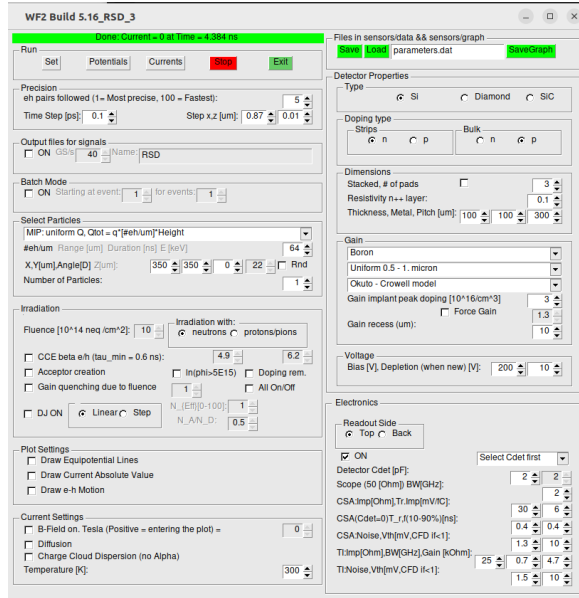 WF2 Build 5.16_RSD_3
Done: Current = 0 at Time = 4.384 ns
Run
Set Potentials Currents Stop Exit
Precision
eh pairs followed (1= Most precise, 100 = Fastest): 5
Time Step [ps]: 0.1 Step x,z [um]: 0.87 0.01
Output files for signals
ON GS/s 40 Name: RSD
Batch Mode
ON Starting at event: 1 for events: 1
Select Particles
MIP: uniform Q, Qtot = q*[#eh/um]*Height
#eh/um Range [um] Duration [ns] E [keV] 64
X,Y[um],Angle[D] Z[um]: 350 350 0 22 Rnd
Number of Particles: 1
Irradiation
Fluence [10^14 neq /cm^2]: 10
Irradiation with:
neutrons protons/pions
CCE beta e/h (tau_min = 0.6 ns): 4.9 6.2
Acceptor creation ln(phi>5E15) Doping rem.
Gain quenching due to fluence 1 All On/Off
DJ ON Linear Step
N_{Eff}[0-100]: 1
N_A/N_D: 0.5
Plot Settings
Draw Equipotential Lines
Draw Current Absolute Value
Draw e-h Motion
Current Settings
B-Field on. Tesla (Positive = entering the plot) = 0
Diffusion
Charge Cloud Dispersion (no Alpha)
Temperature [K]: 300
Files in sensors/data && sensors/graph
Save Load parameters.dat SaveGraph
Detector Properties
Type
Si Diamond SiC
Doping type
Strips
n p
Bulk
n p
Dimensions
Stacked, # of pads 3
Resistivity n++ layer: 0.1
Thickness, Metal, Pitch [um]: 100 100 300
Gain
Boron
Uniform 0.5 - 1. micron
Okuto - Crowell model
Gain implant peak doping [10^16/cm^3] 3
Force Gain 1.3
Gain recess (um): 10
Voltage
Bias [V], Depletion (when new) [V]: 200 10
Electronics
Readout Side
Top Back
ON Select Cdet first
Detector Cdet [pF]: 2 2
Scope (50 [Ohm]) BW[GHz]: 2
CSA:Imp[Ohm],Tr.Imp[mV/fC]: 30 6
CSA(Cdet=0)T_r,f(10-90%)[ns]: 0.4 0.4
CSA:Noise,Vth[mV,CFD if<1]: 1.3 10
TI:Imp[Ohm],BW[GHz],Gain [kOhm]: 25 0.7 4.7
TI:Noise,Vth[mV,CFD if<1]: 1.5 10